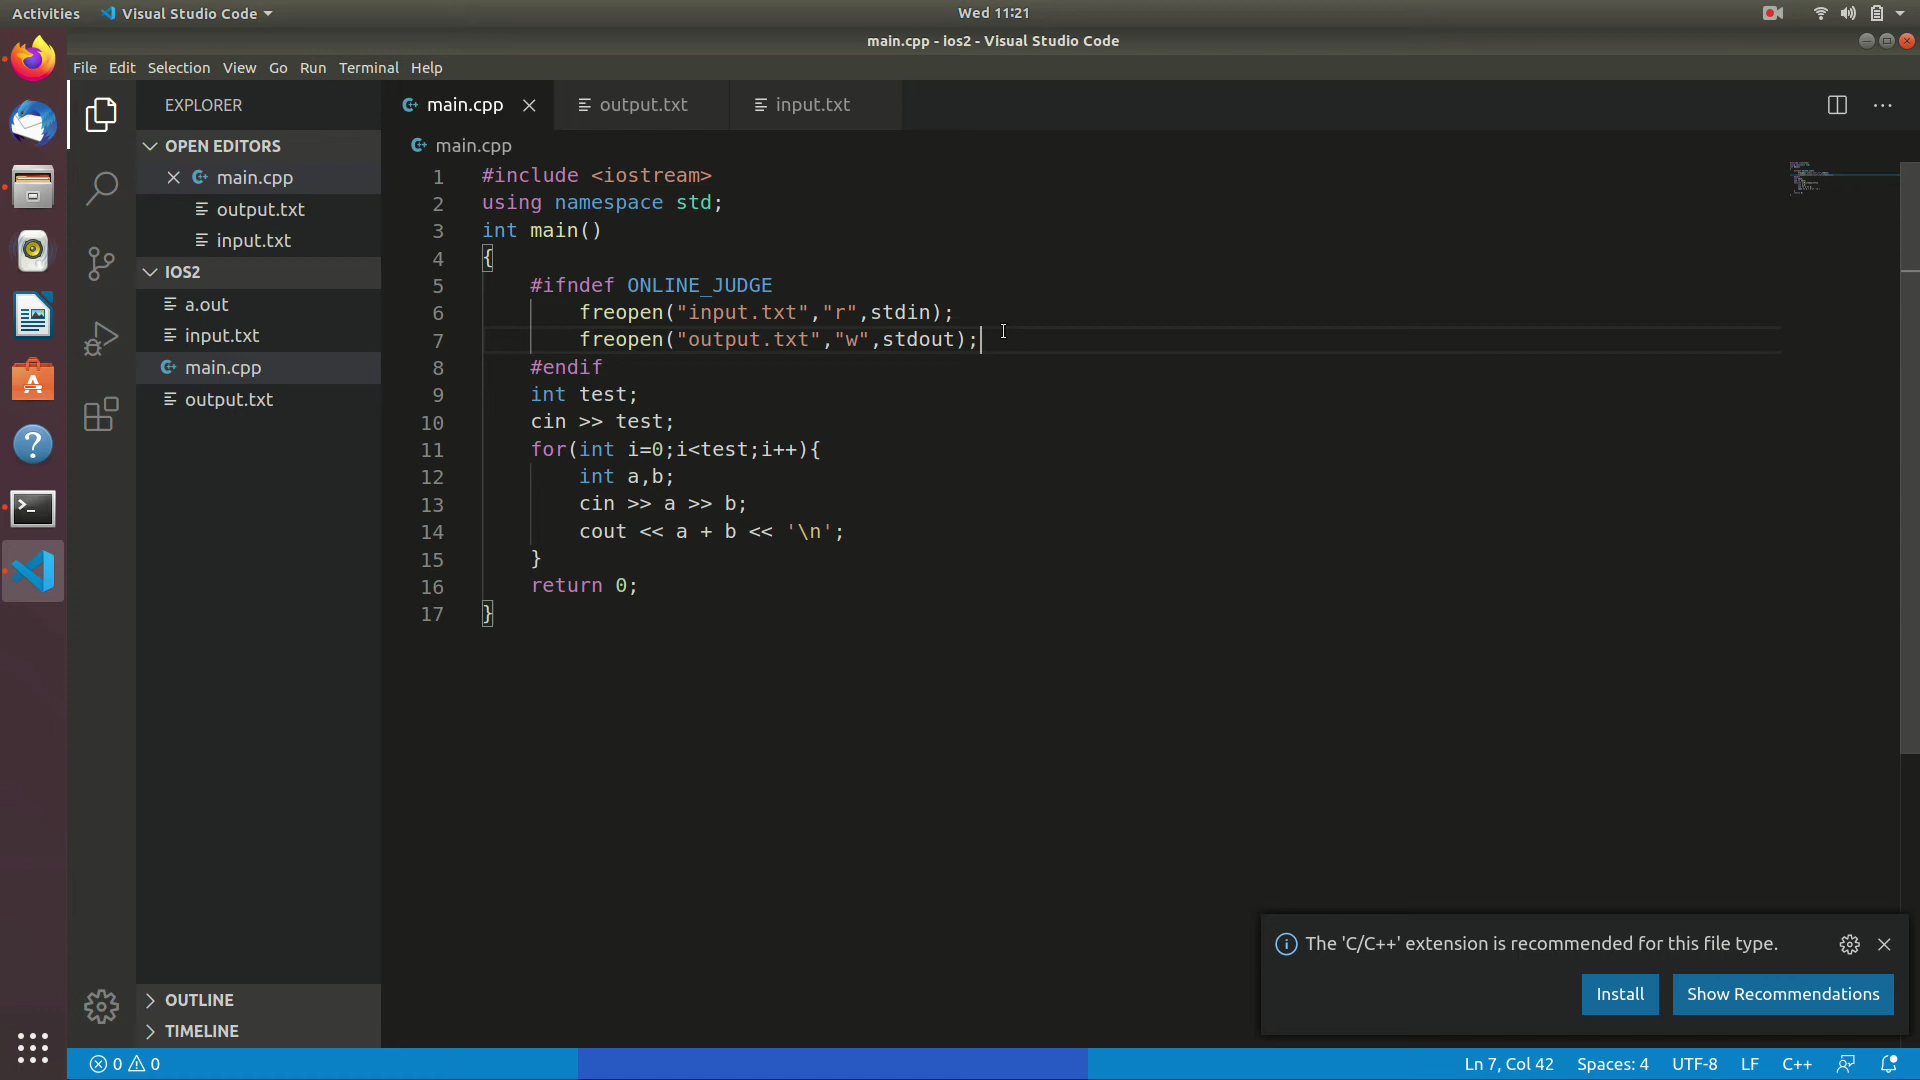 Activities
Visual Studio Code
Wed 11:21
main.cpp - ios2 - Visual Studio Code
File Edit Selection View Go Run Terminal Help
EXPLORER
OPEN EDITORS
main.cpp
output.txt
input.txt
IOS2
a.out
input.txt
main.cpp
output.txt
OUTLINE
TIMELINE
main.cpp
output.txt
input.txt
main.cpp
1 #include <iostream>
2 using namespace std;
3 int main()
4 {
5 #ifndef ONLINE_JUDGE
6 freopen("input.txt","r",stdin);
7 freopen("output.txt","w",stdout);
8 #endif
9 int test;
10 cin >> test;
11 for(int i=0;i<test;i++){
12 int a,b;
13 cin >> a >> b;
14 cout << a + b << '\n';
15 }
16 return 0;
17 }
The 'C/C++' extension is recommended for this file type.
Install
Show Recommendations
0 0
Ln 7, Col 42
Spaces: 4
UTF-8
LF
C++